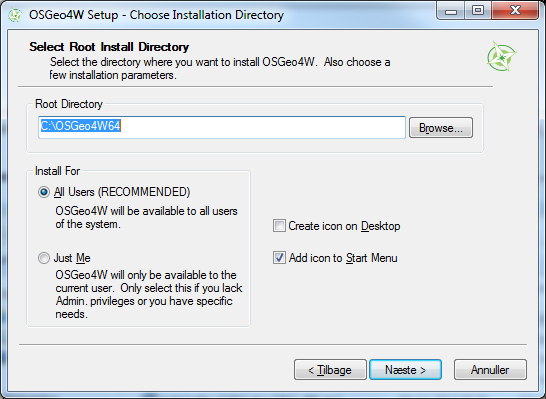 OSGeo4W Setup - Choose Installation Directory
Select Root Install Directory
Select the directory where you want to install OSGeo4W. Also choose a
few installation parameters.
Root Directory
C:\OSGeo4W64
Browse...
Install For
All Users (RECOMMENDED)
OSGeo4W will be available to all users
of the system.
Create icon on Desktop
Just Me
Add icon to Start Menu
OSGeo4W will only be available to the
current user. Only select this if you lack
Admin. privileges or you have specific
needs.
< Tilbage
Næste >
Annuller